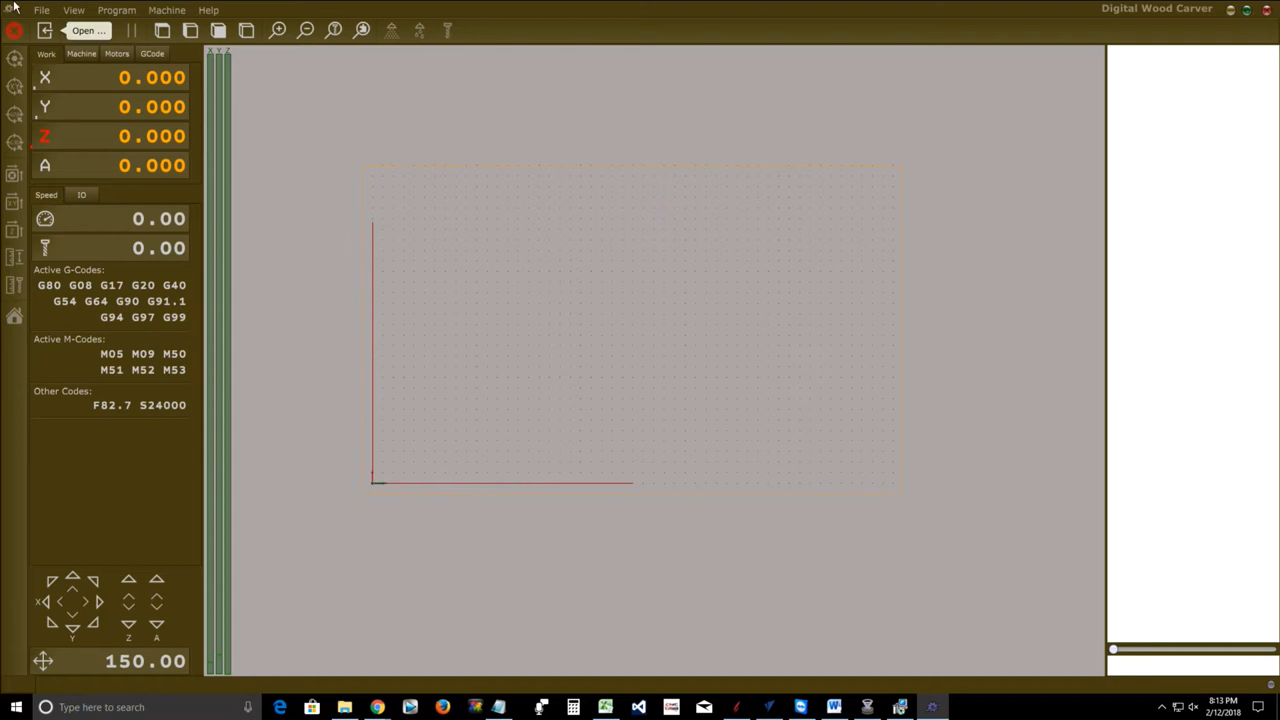 File View Program Machine Help
Digital Wood Carver
Open ...
Work Machine Motors GCode
X Y Z
X 0.000
Y 0.000
Z 0.000
A 0.000
Speed IO
0.00
0.00
Active G-Codes:
G80 G08 G17 G20 G40
G54 G64 G90 G91.1
G94 G97 G99
Active M-Codes:
M05 M09 M50
M51 M52 M53
Other Codes:
F82.7 S24000
X
Y Z A
150.00
Type here to search
8:13 PM
2/12/2018